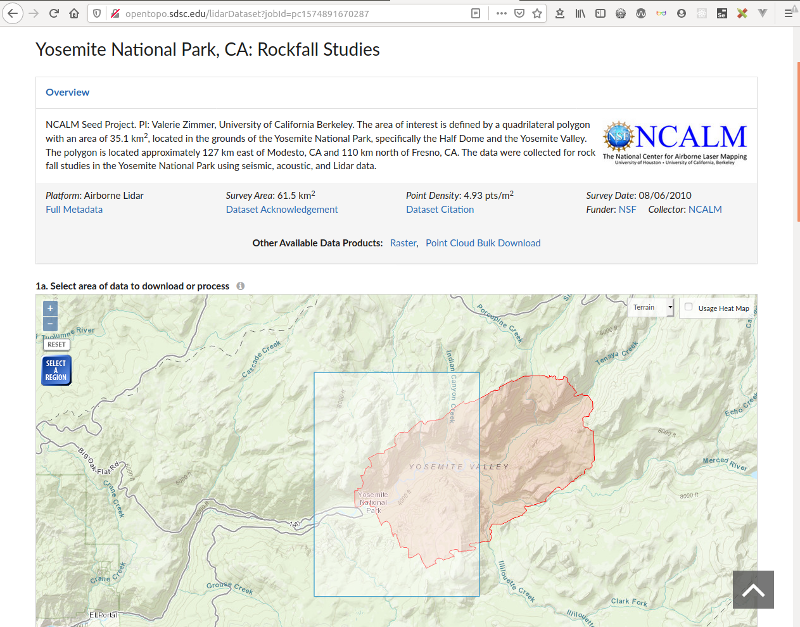 opentopo.sdsc.edu/lidarDataset?jobId=pc1574891670287
Yosemite National Park, CA: Rockfall Studies
Overview
NCALM Seed Project. PI: Valerie Zimmer, University of California Berkeley. The area of interest is defined by a quadrilateral polygon
with an area of 35.1 km², located in the grounds of the Yosemite National Park, specifically the Half Dome and the Yosemite Valley.
The polygon is located approximately 127 km east of Modesto, CA and 110 km north of Fresno, CA. The data were collected for rock
fall studies in the Yosemite National Park using seismic, acoustic, and Lidar data.
NSF NCALM
The National Center for Airborne Laser Mapping
University of Houston • University of California, Berkeley
Platform: Airborne Lidar Survey Area: 61.5 km² Point Density: 4.93 pts/m² Survey Date: 08/06/2010
Full Metadata Dataset Acknowledgement Dataset Citation Funder: NSF Collector: NCALM
Other Available Data Products: Raster, Point Cloud Bulk Download
1a. Select area of data to download or process
+
−
RESET
SELECT
A
REGION
Terrain
Usage Heat Map
Porcupine Creek
Cascade Creek
Indian Canyon Creek
Tenaya Creek
Echo Creek
Merced River
8000 ft
YOSEMITE VALLEY
Yosemite
National
Park
Big Oak Flat Rd
Crane Creek
Crane Creek
Grouse Creek
Illilouette Creek
Clark Fork
El Portal